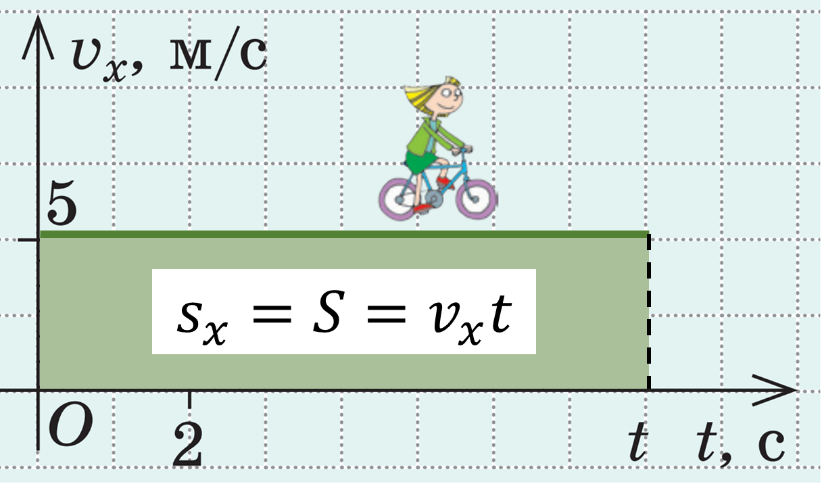 vₓ, м/с
5
sₓ = S = vₓt
O
2
t
t, с